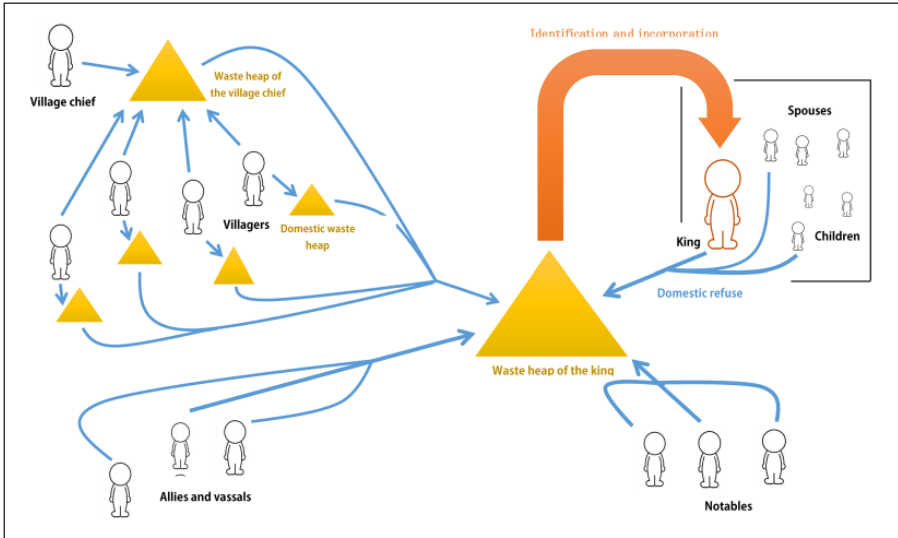 Identification and incorporation
Village chief
Waste heap of
the village chief
Spouses
Villagers
Domestic waste
heap
King
Children
Domestic refuse
Waste heap of the king
Allies and vassals
Notables